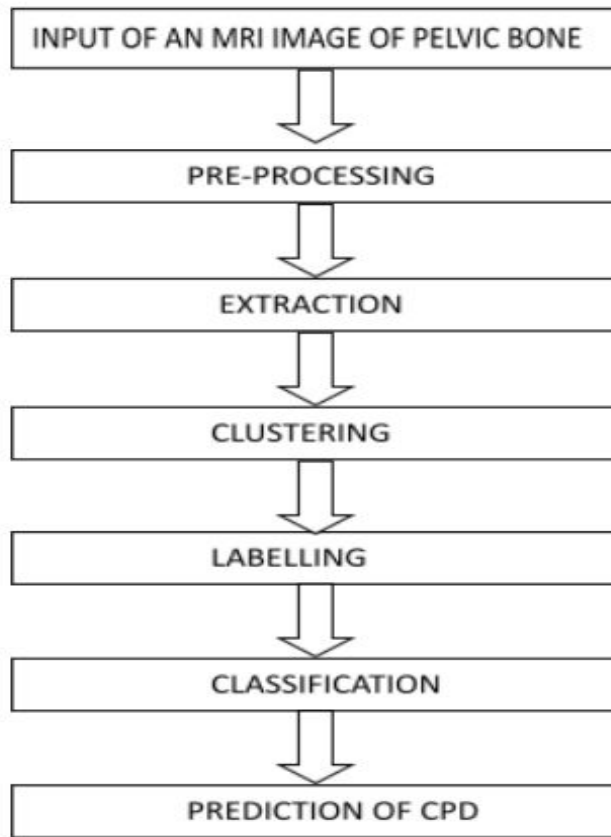 INPUT OF AN MRI IMAGE OF PELVIC BONE
PRE-PROCESSING
EXTRACTION
CLUSTERING
LABELLING
CLASSIFICATION
PREDICTION OF CPD